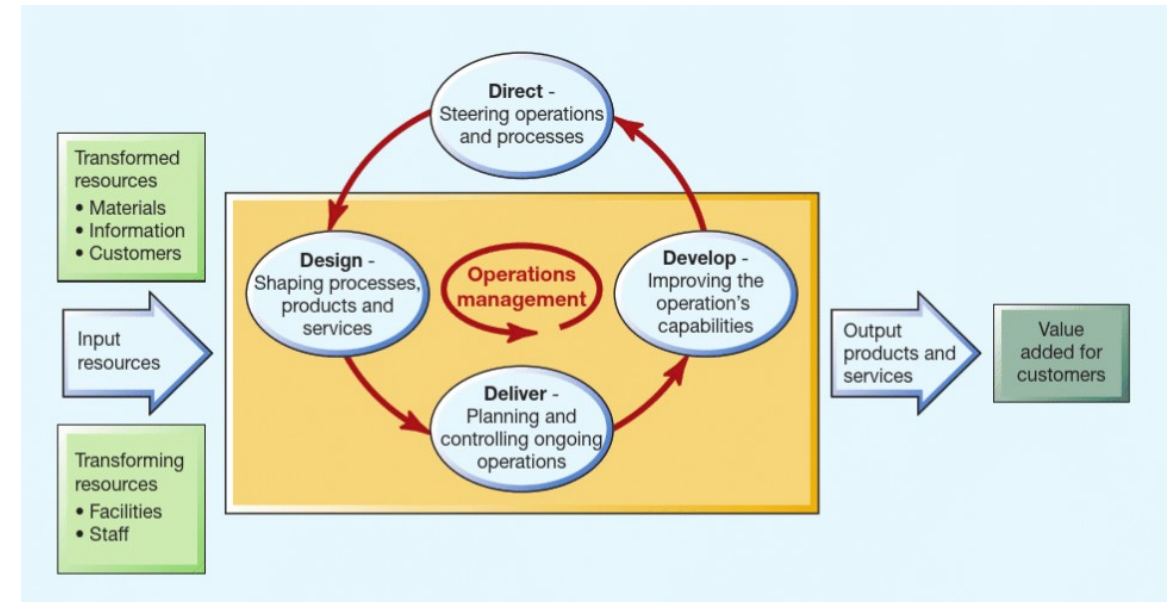 Direct -
Steering operations
and processes
Transformed
resources
• Materials
• Information
• Customers
Design -
Shaping processes,
products and
services
Operations
management
Develop -
Improving the
operation's
capabilities
Input
resources
Output
products and
services
Value
added for
customers
Deliver -
Planning and
controlling ongoing
operations
Transforming
resources
• Facilities
• Staff